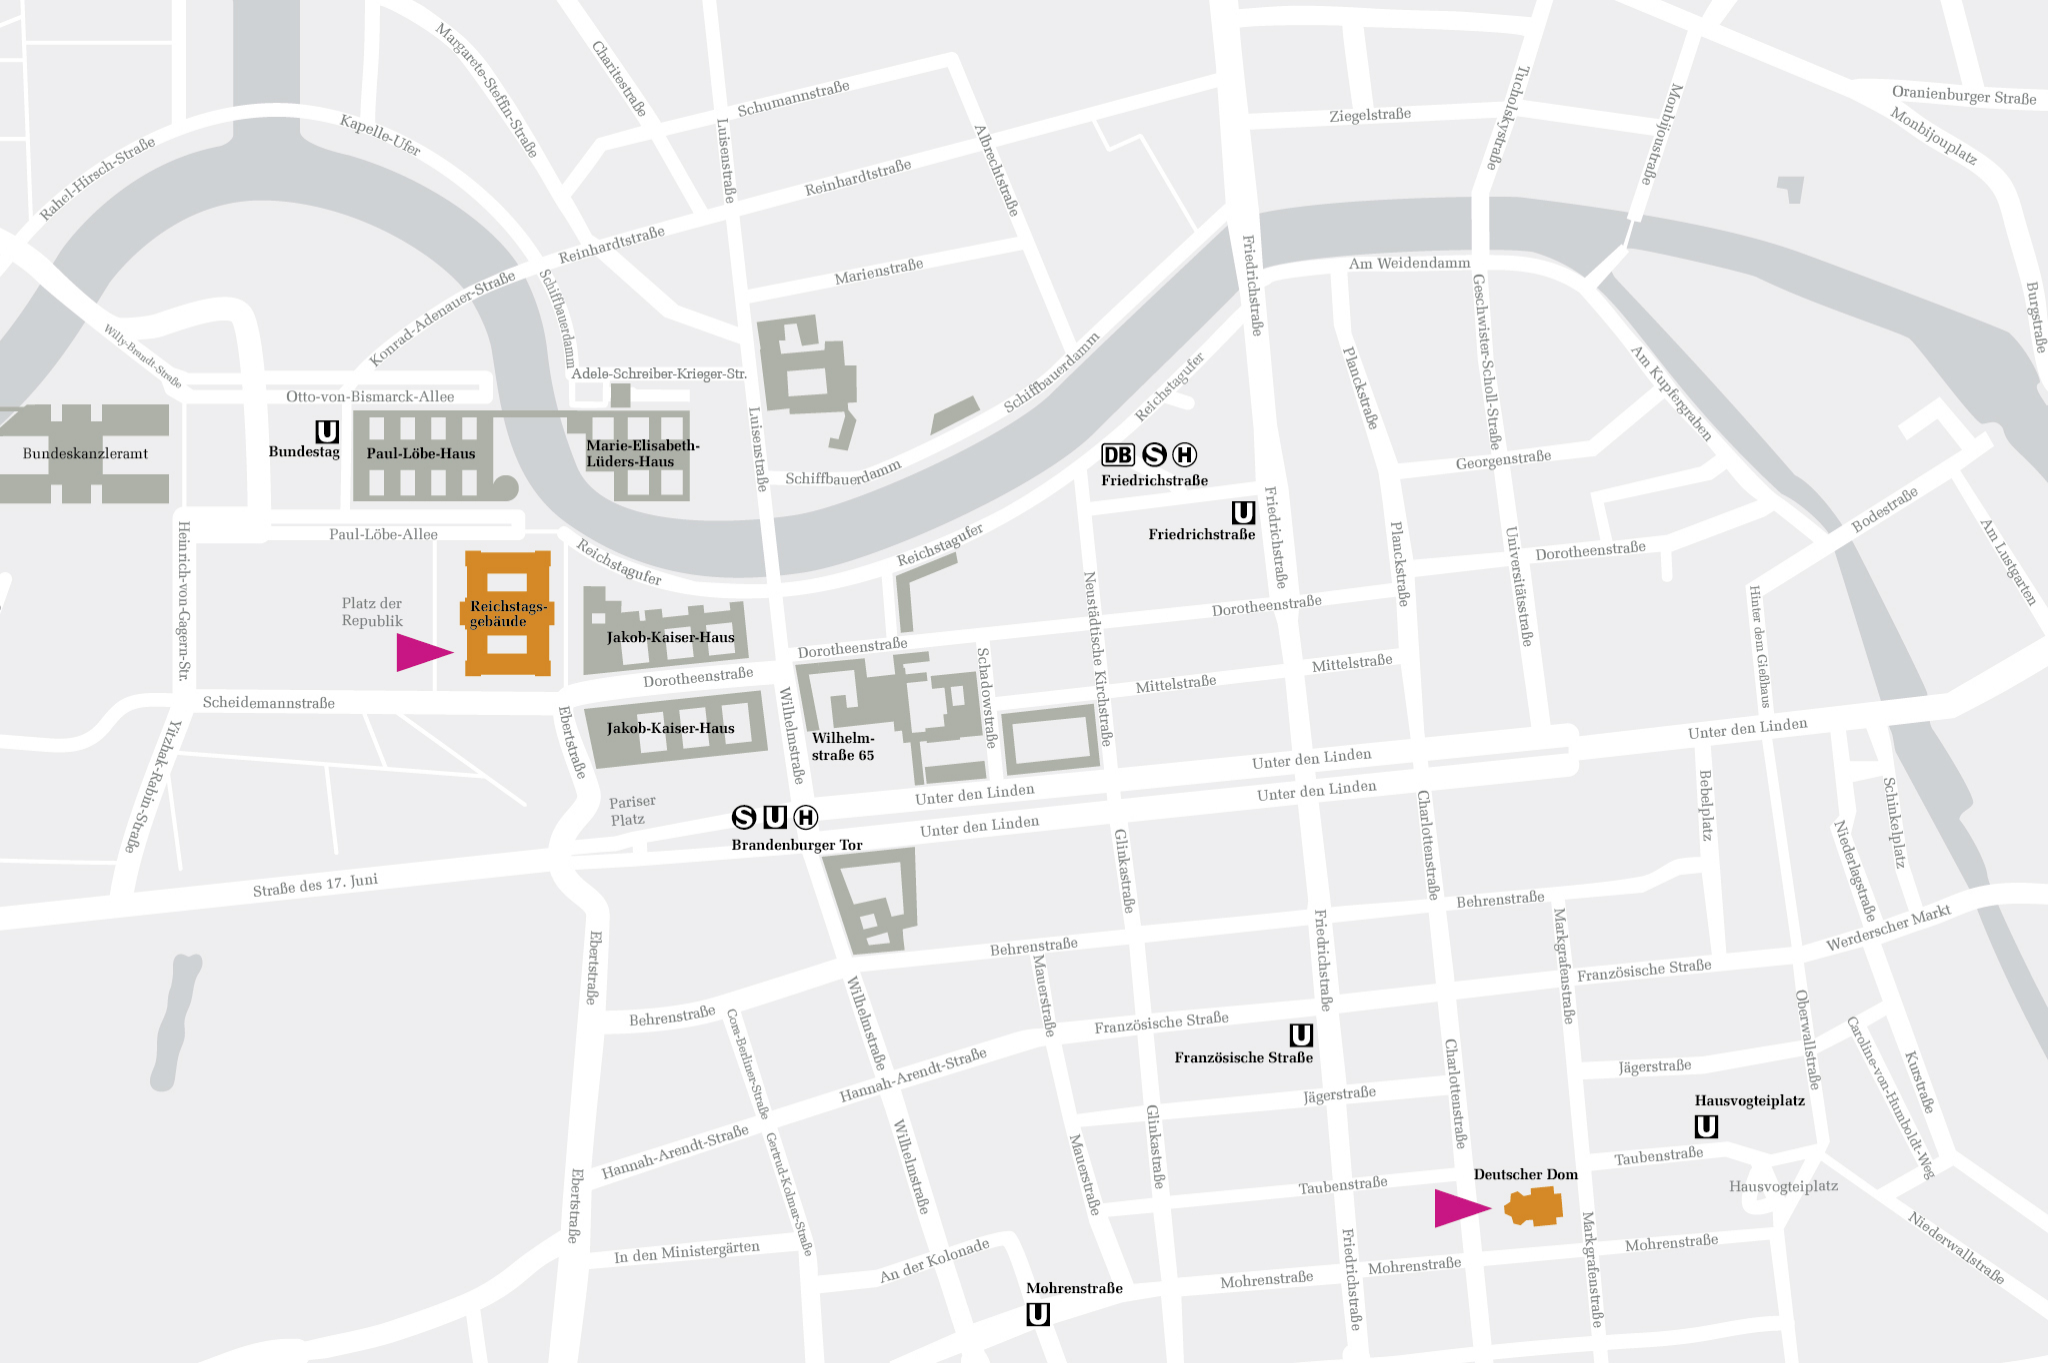 Margarete-Steffin-Straße
Charitestraße
Schumannstraße
Luisenstraße
Albrechtstraße
Ziegelstraße
Tucholskystraße
Monbijoustraße
Oranienburger Straße
Monbijouplatz
Kapelle-Ufer
Rahel-Hirsch-Straße
Reinhardtstraße
Reinhardtstraße
Konrad-Adenauer-Straße
Schiffbauerdamm
Marienstraße
Friedrichstraße
Am Weidendamm
Geschwister-Scholl-Straße
Burgstraße
Willy-Brandt-Straße
Otto-von-Bismarck-Allee
Adele-Schreiber-Krieger-Str.
Schiffbauerdamm
Reichstagufer
Planckstraße
Am Kupfergraben
Bundeskanzleramt
U
Bundestag
Paul-Löbe-Haus
Marie-Elisabeth-
Lüders-Haus
Luisenstraße
Schiffbauerdamm
DB S H
Friedrichstraße
U
Friedrichstraße
Friedrichstraße
Georgenstraße
Bodestraße
Am Lustgarten
Heinrich-von-Gagern-Str.
Paul-Löbe-Allee
Reichstagufer
Reichstagufer
Neustädtische Kirchstraße
Planckstraße
Universitätsstraße
Dorotheenstraße
Hinter dem Gießhaus
Platz der
Republik
Reichstags-
gebäude
Jakob-Kaiser-Haus
Dorotheenstraße
Dorotheenstraße
Dorotheenstraße
Schadowstraße
Mittelstraße
Mittelstraße
Scheidemannstraße
Ebertstraße
Jakob-Kaiser-Haus
Wilhelmstraße
Wilhelm-
straße 65
Unter den Linden
Unter den Linden
Unter den Linden
Unter den Linden
Unter den Linden
Yitzhak-Rabin-Straße
Pariser
Platz
S U H
Brandenburger Tor
Glinkastraße
Charlottenstraße
Bebelplatz
Niederlagstraße
Schinkelplatz
Straße des 17. Juni
Ebertstraße
Behrenstraße
Behrenstraße
Behrenstraße
Mauerstraße
Friedrichstraße
Markgrafenstraße
Französische Straße
Werderscher Markt
Wilhelmstraße
Cora-Berliner-Straße
Hannah-Arendt-Straße
Französische Straße
U
Französische Straße
Charlottenstraße
Jägerstraße
Jägerstraße
Oberwallstraße
Caroline-von-Humboldt-Weg
Kurstraße
Hannah-Arendt-Straße
Gertrud-Kolmar-Straße
Wilhelmstraße
Mauerstraße
Glinkastraße
Taubenstraße
Taubenstraße
Hausvogteiplatz
U
Hausvogteiplatz
Deutscher Dom
Ebertstraße
In den Ministergärten
An der Kolonade
Mohrenstraße
U
Mohrenstraße
Mohrenstraße
Mohrenstraße
Friedrichstraße
Markgrafenstraße
Niederwallstraße